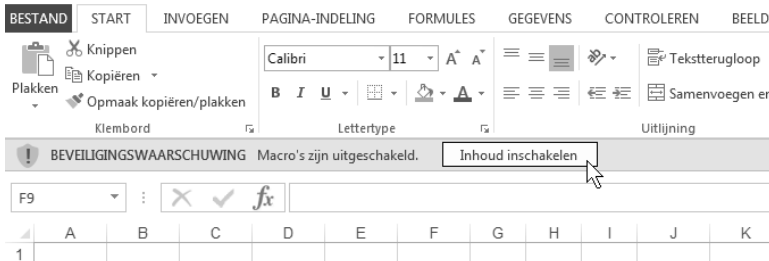 BESTAND START INVOEGEN PAGINA-INDELING FORMULES GEGEVENS CONTROLEREN BEELD
Knippen
Kopiëren
Plakken
Opmaak kopiëren/plakken
Klembord
Calibri 11 A A
B I U A
Lettertype
Tekstterugloop
Samenvoegen en
Uitlijning
BEVEILIGINGSWAARSCHUWING Macro's zijn uitgeschakeld. Inhoud inschakelen
F9 fx
A B C D E F G H I J K
1